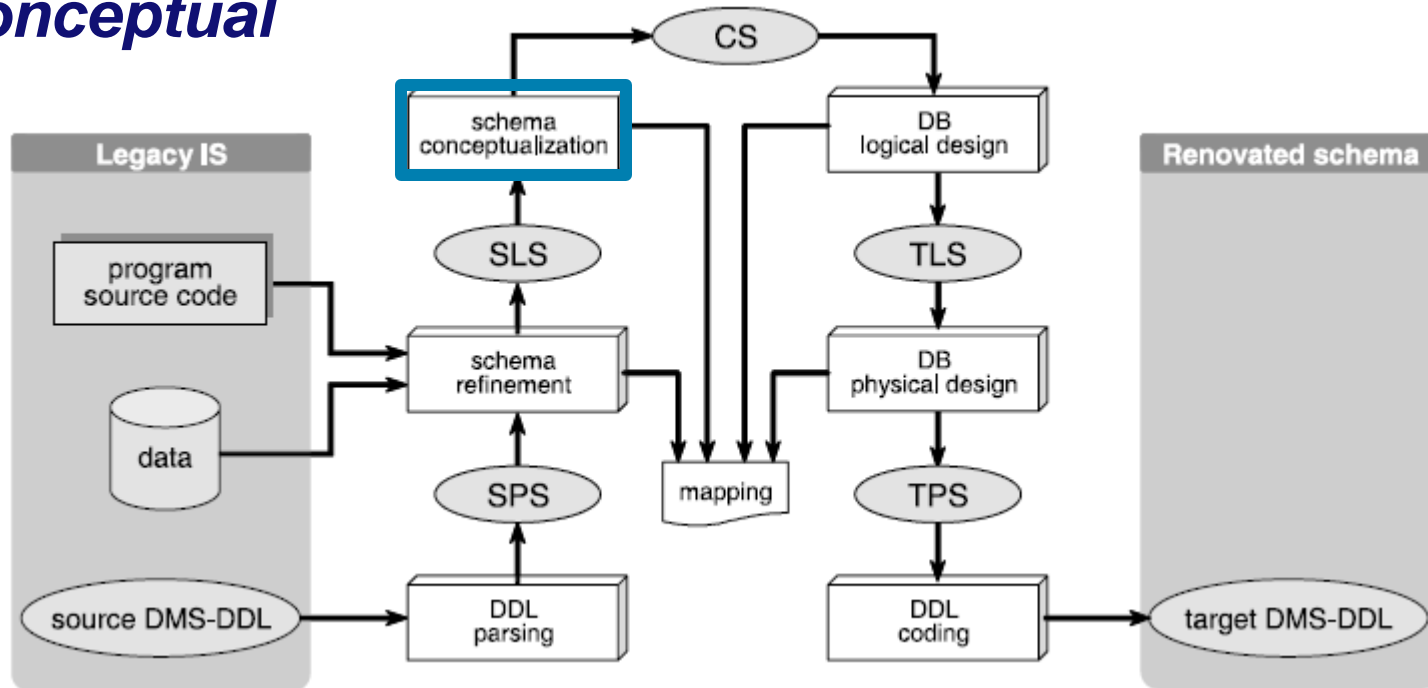 onceptual
CS
schema
conceptualization
DB
logical design
Legacy IS
Renovated schema
program
source code
SLS
TLS
schema
refinement
DB
physical design
data
SPS
mapping
TPS
source DMS-DDL
DDL
parsing
DDL
coding
target DMS-DDL